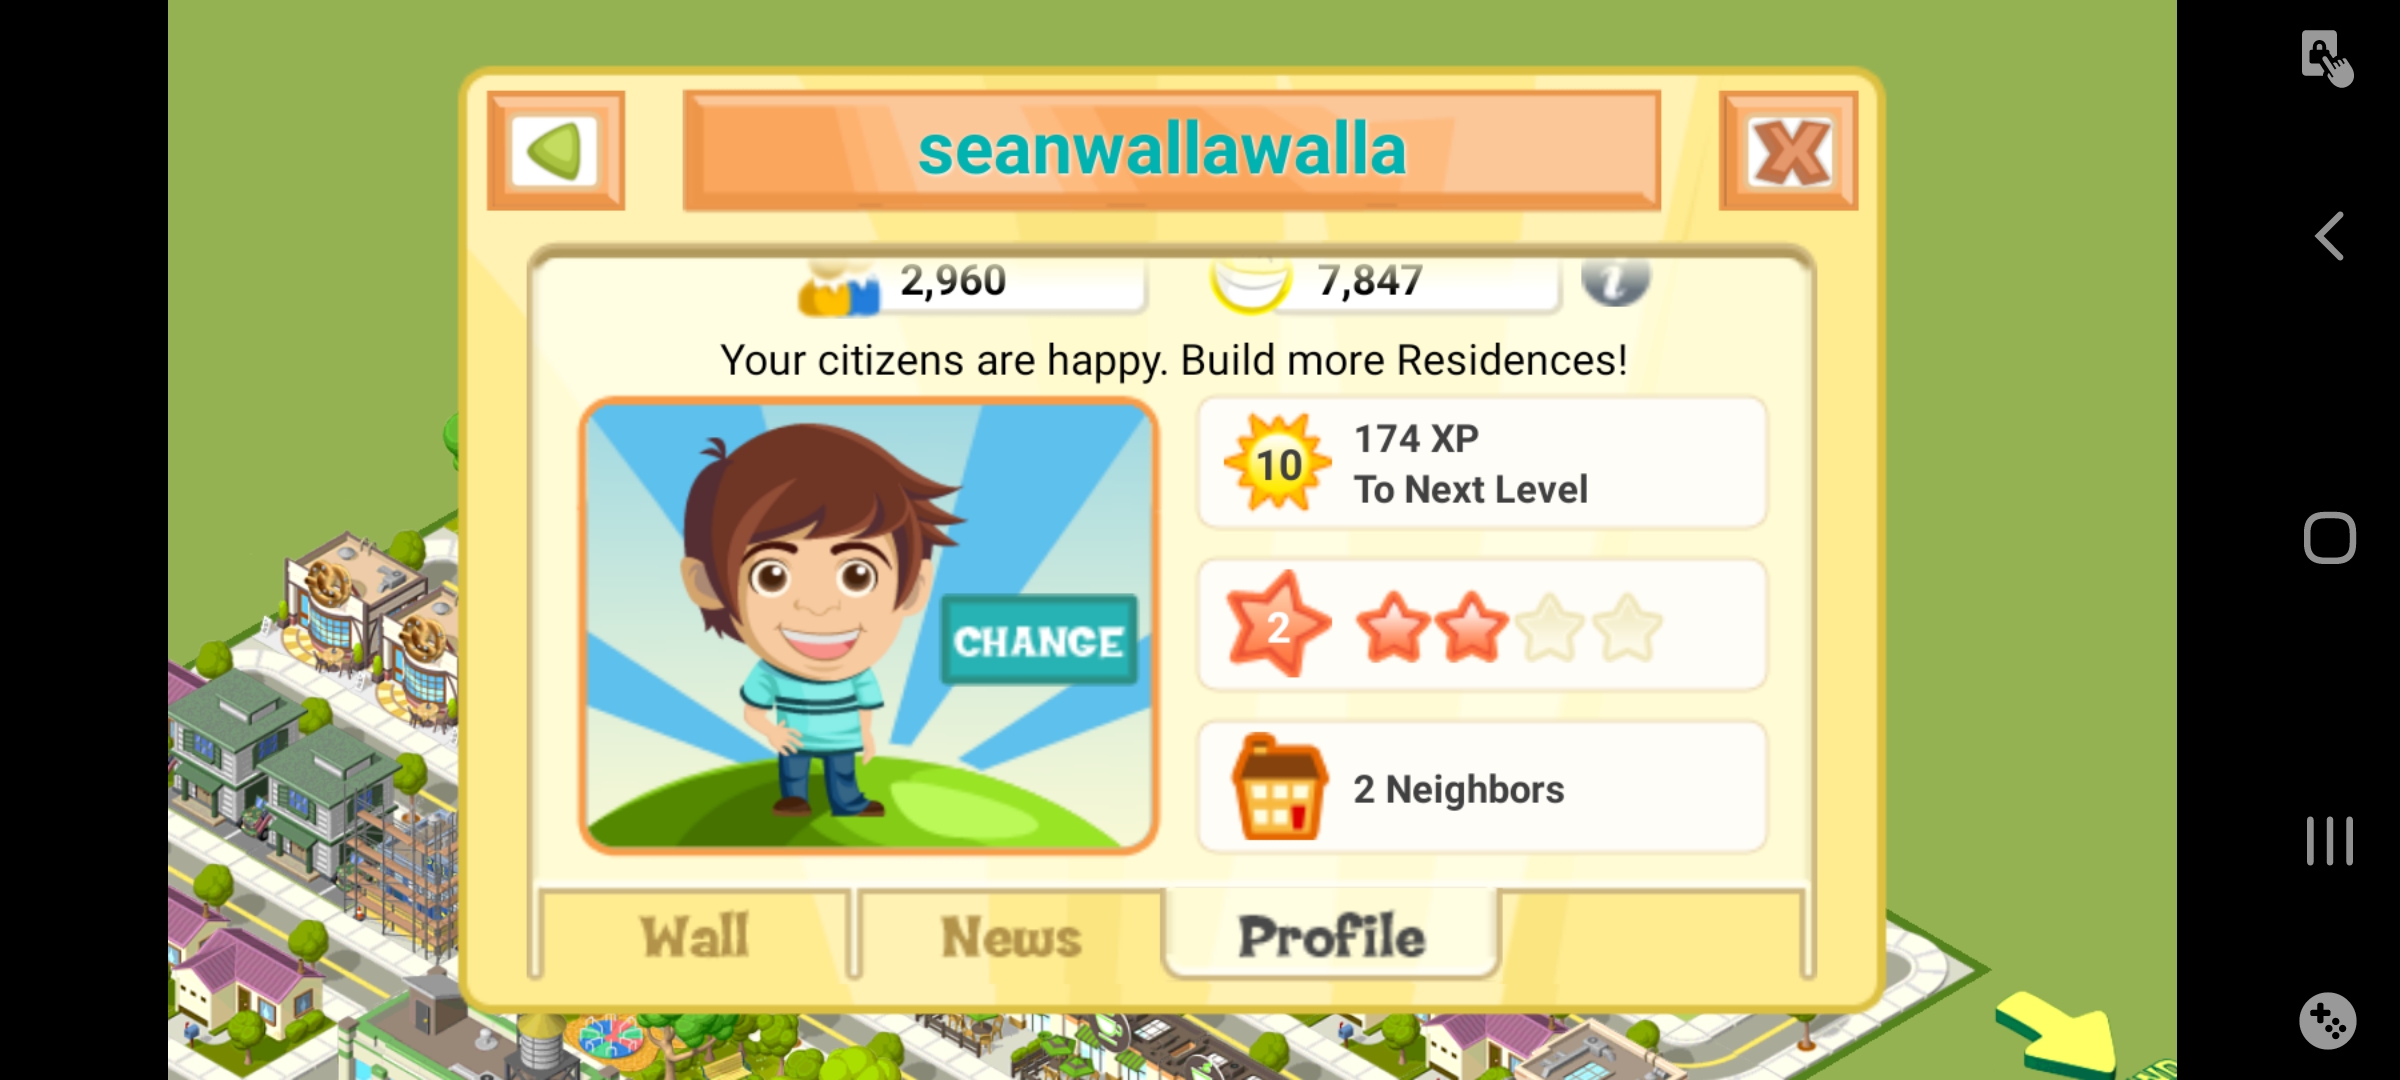 seanwallawalla
2,960
7,847
i
Your citizens are happy. Build more Residences!
10
174 XP
To Next Level
CHANGE
2
2 Neighbors
Wall
News
Profile